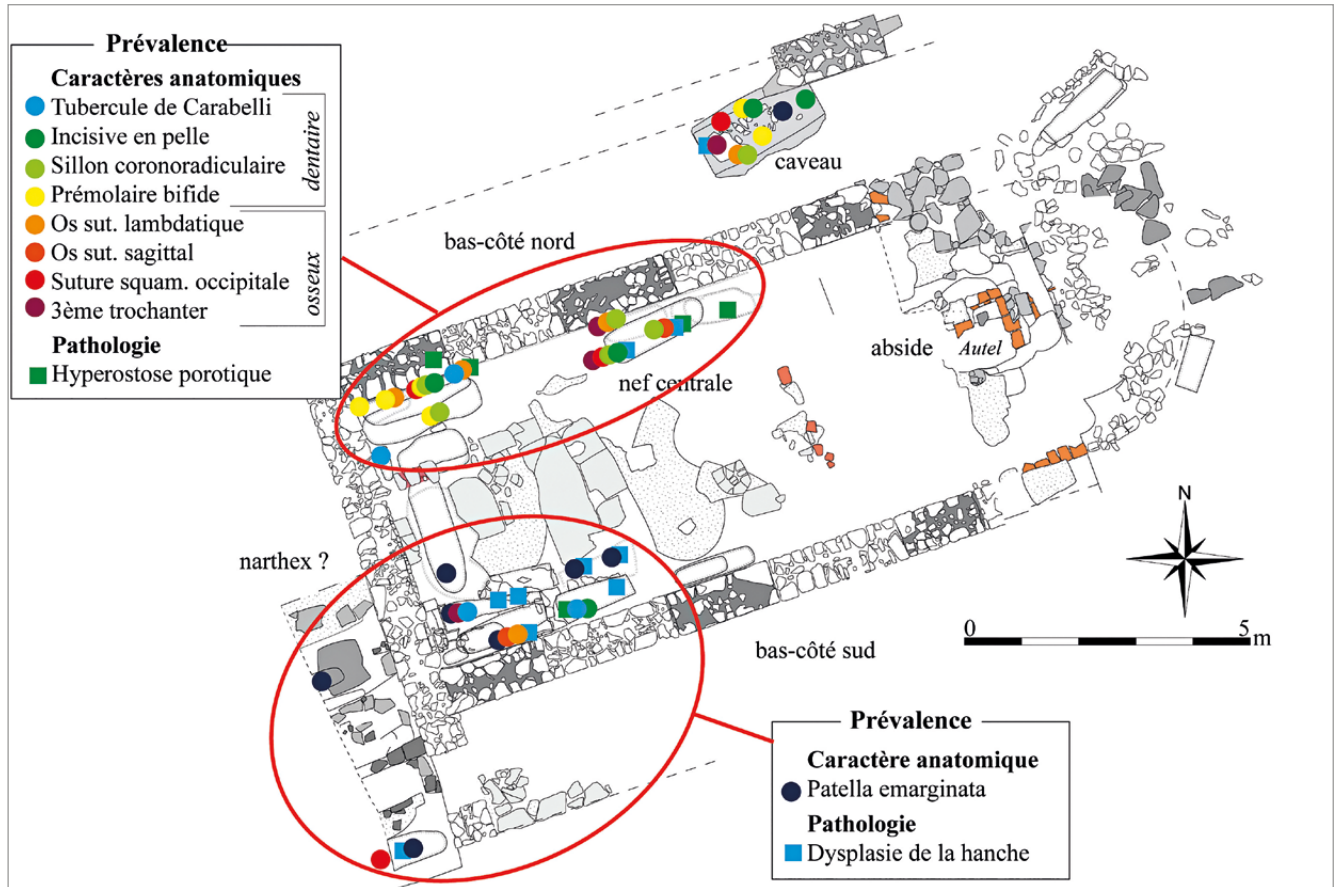 Prévalence
Caractères anatomiques
Tubercule de Carabelli
Incisive en pelle
Sillon coronoradiculaire
Prémolaire bifide
dentaire
Os sut. lambdatique
Os sut. sagittal
Suture squam. occipitale
3ème trochanter
osseux
Pathologie
Hyperostose porotique
caveau
bas-côté nord
abside
Autel
nef centrale
narthex ?
N
0 5 m
bas-côté sud
Prévalence
Caractère anatomique
Patella emarginata
Pathologie
Dysplasie de la hanche